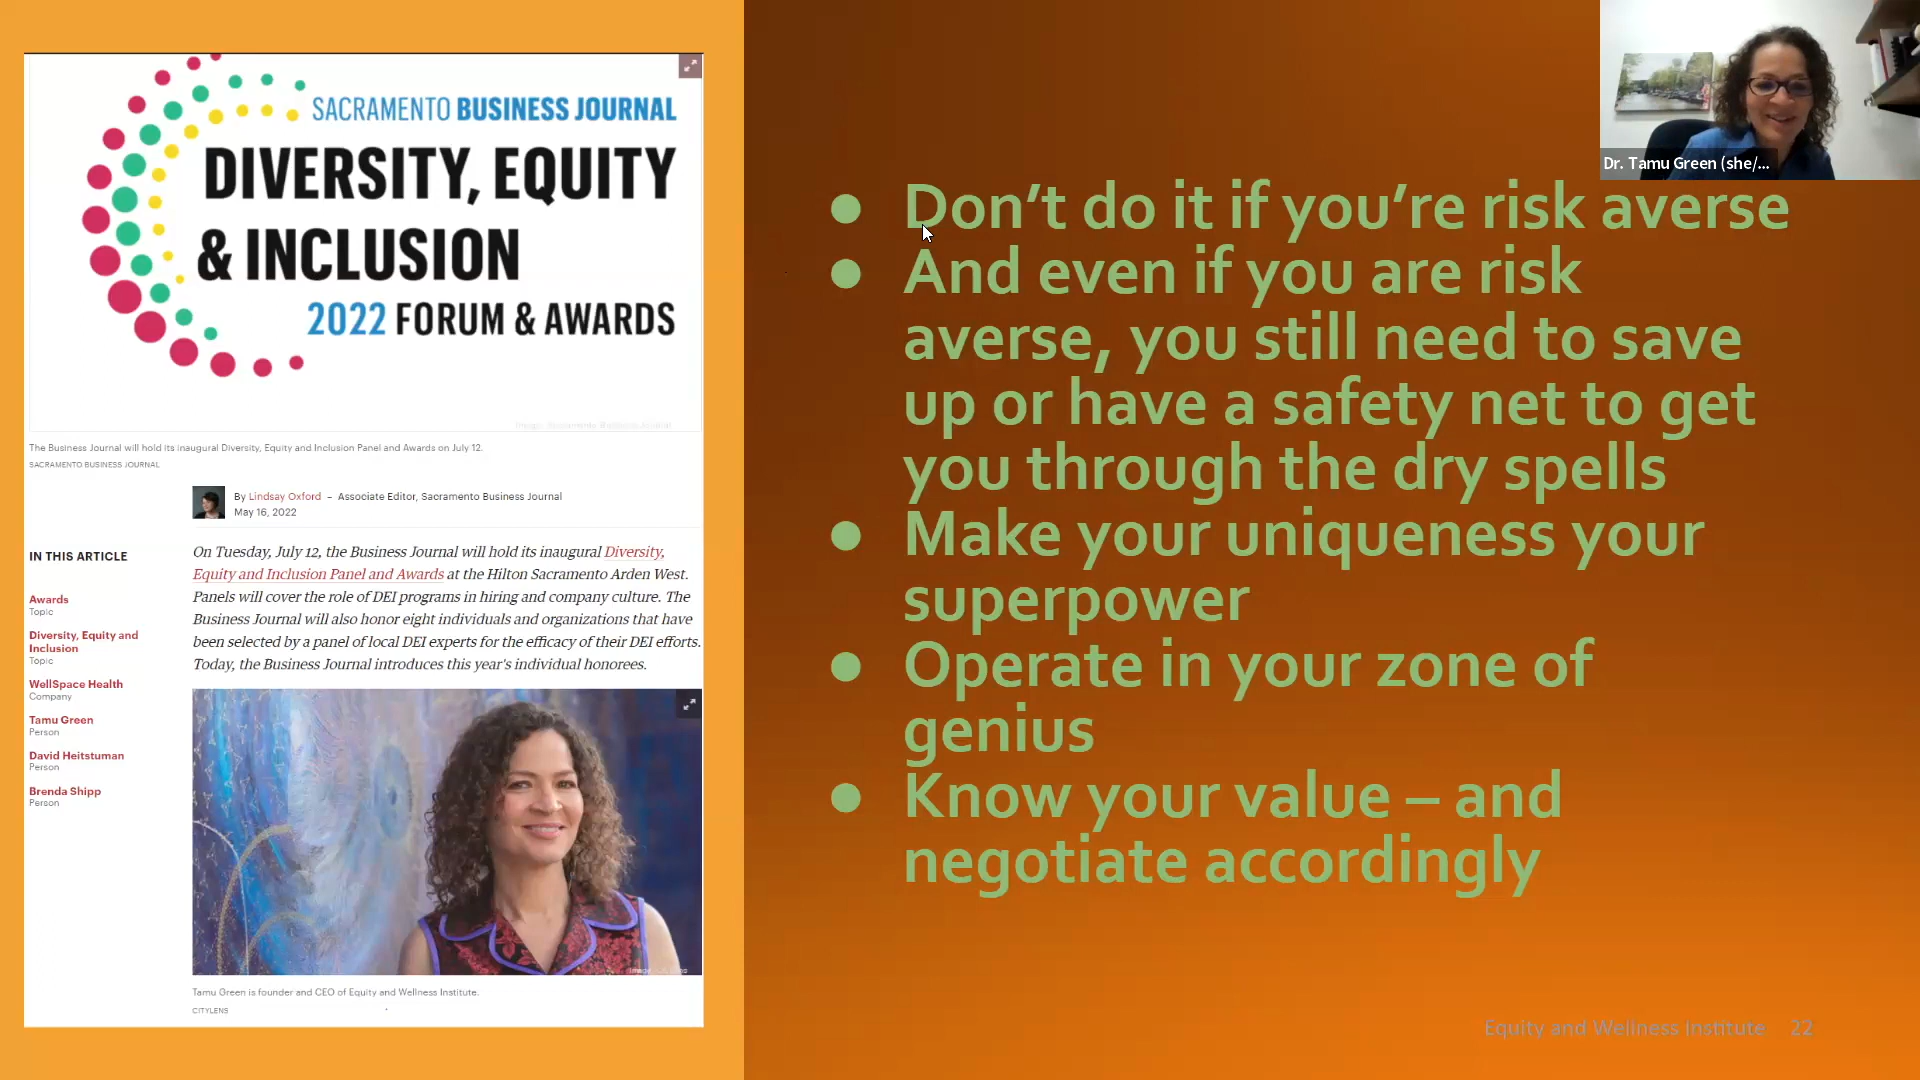 SACRAMENTO BUSINESS JOURNAL
DIVERSITY, EQUITY
& INCLUSION
2022 FORUM & AWARDS
Image: Sacramento Business Journal
The Business Journal will hold its inaugural Diversity, Equity and Inclusion Panel and Awards on July 12.
SACRAMENTO BUSINESS JOURNAL
By Lindsay Oxford – Associate Editor, Sacramento Business Journal
May 16, 2022
IN THIS ARTICLE
Awards
Topic
Diversity, Equity and
Inclusion
Topic
WellSpace Health
Company
Tamu Green
Person
David Heitstuman
Person
Brenda Shipp
Person
On Tuesday, July 12, the Business Journal will hold its inaugural Diversity,
Equity and Inclusion Panel and Awards at the Hilton Sacramento Arden West.
Panels will cover the role of DEI programs in hiring and company culture. The
Business Journal will also honor eight individuals and organizations that have
been selected by a panel of local DEI experts for the efficacy of their DEI efforts.
Today, the Business Journal introduces this year's individual honorees.
Tamu Green is founder and CEO of Equity and Wellness Institute.
CITYLENS
Dr. Tamu Green (she/...
● Don’t do it if you’re risk averse
● And even if you are risk
averse, you still need to save
up or have a safety net to get
you through the dry spells
● Make your uniqueness your
superpower
● Operate in your zone of
genius
● Know your value – and
negotiate accordingly
Equity and Wellness Institute 22